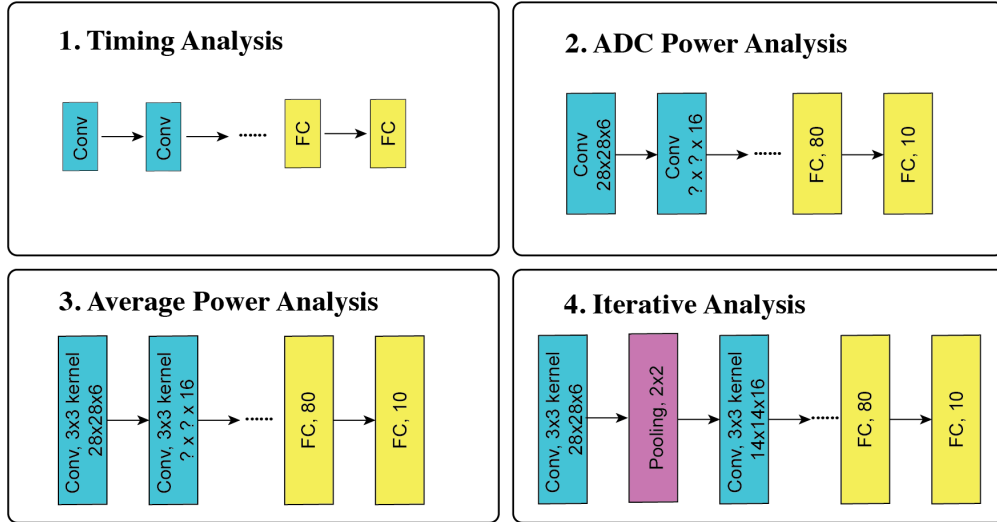 1. Timing Analysis
Conv
Conv
......
FC
FC
2. ADC Power Analysis
Conv
28x28x6
Conv
? x ? x 16
......
FC, 80
FC, 10
3. Average Power Analysis
Conv, 3x3 kernel
28x28x6
Conv, 3x3 kernel
? x ? x 16
......
FC, 80
FC, 10
4. Iterative Analysis
Conv, 3x3 kernel
28x28x6
Pooling, 2x2
Conv, 3x3 kernel
14x14x16
......
FC, 80
FC, 10